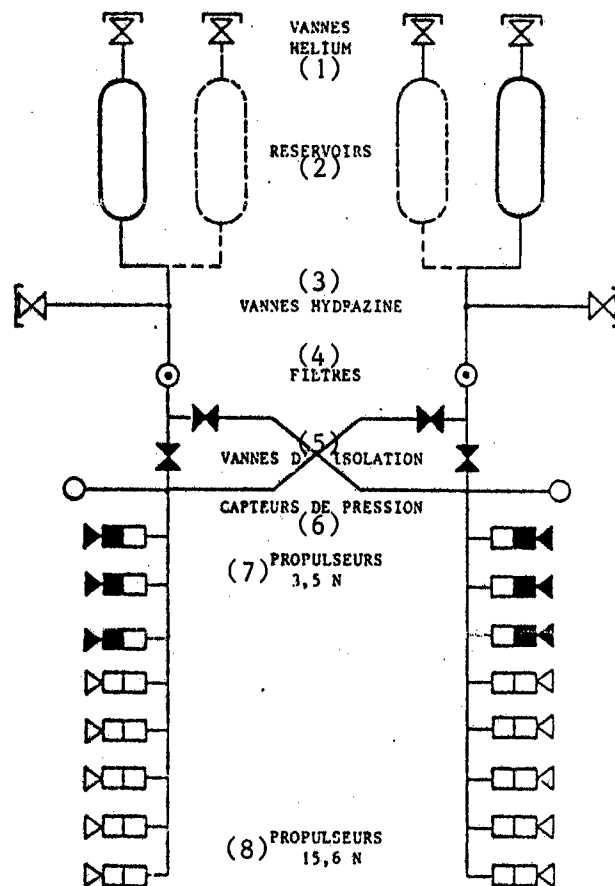 VANNES
HELIUM
(1)
RESERVOIRS
(2)
(3)
VANNES HYDRAZINE
(4)
FILTRES
(5)
VANNES D' ISOLATION
CAPTEURS DE PRESSION
(6)
(7) PROPULSEURS
3,5 N
(8) PROPULSEURS
15,6 N